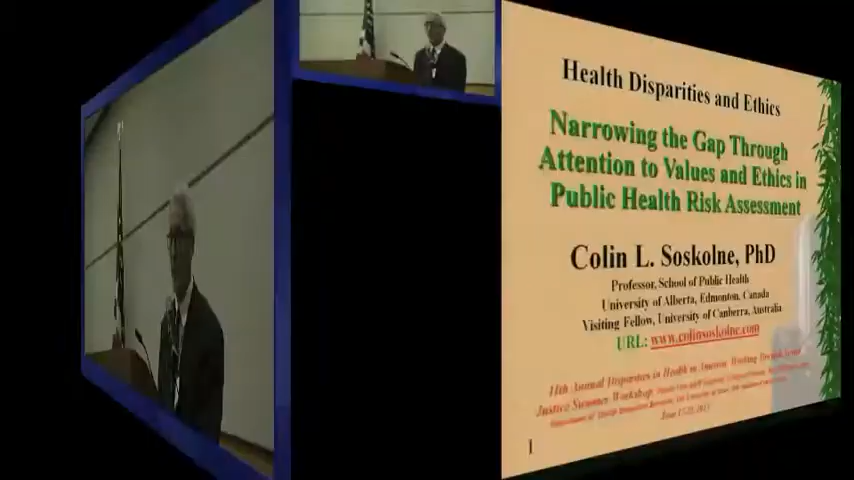 Health Disparities and Ethics
Narrowing the Gap Through
Attention to Values and Ethics in
Public Health Risk Assessment
Colin L. Soskolne, PhD
Professor, School of Public Health
University of Alberta, Edmonton, Canada
Visiting Fellow, University of Canberra, Australia
URL: www.colinsoskolne.com
11th Annual Disparities in Health in America: Working Toward Social
Justice Summer Workshop,
1